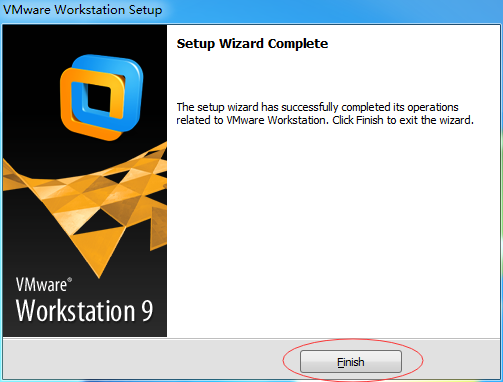 VMware Workstation Setup
Setup Wizard Complete
The setup wizard has successfully completed its operations
related to VMware Workstation. Click Finish to exit the wizard.
VMware®
Workstation 9
Finish